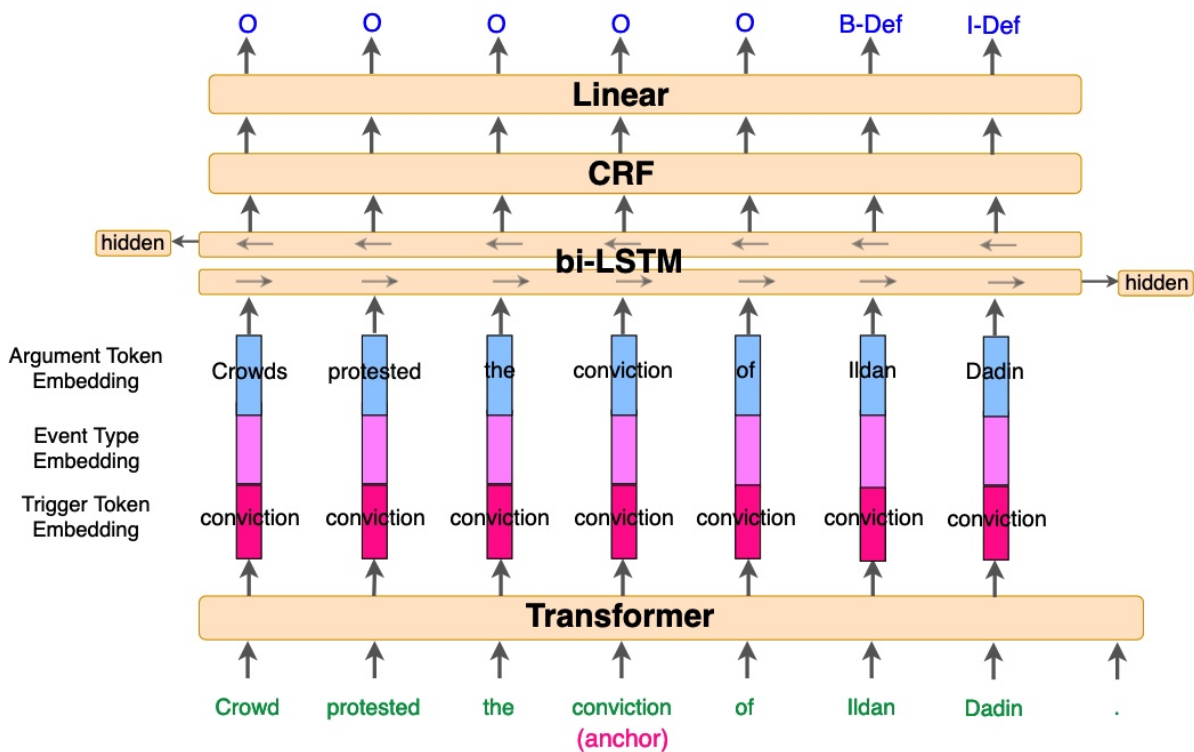 O O O O O B-Def I-Def
Linear
CRF
hidden
bi-LSTM
hidden
Argument Token
Embedding
Crowds protested the conviction of Ildan Dadin
Event Type
Embedding
Trigger Token
Embedding
conviction conviction conviction conviction conviction conviction conviction
Transformer
Crowd protested the conviction of Ildan Dadin .
(anchor)